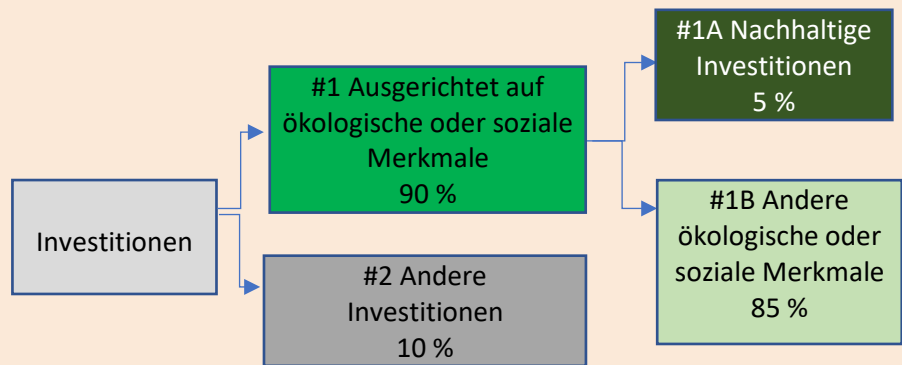 Investitionen
#1 Ausgerichtet auf
ökologische oder soziale
Merkmale
90 %
#2 Andere
Investitionen
10 %
#1A Nachhaltige
Investitionen
5 %
#1B Andere
ökologische oder
soziale Merkmale
85 %